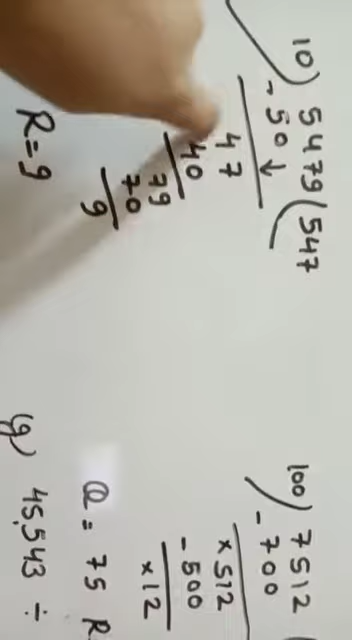 10) 5479 ( 547
- 50 ↓
47
40
79
70
9
R = 9
100) 7512
- 700
× 512
- 500
× 12
Q = 75 R
(g) 45,543 ÷